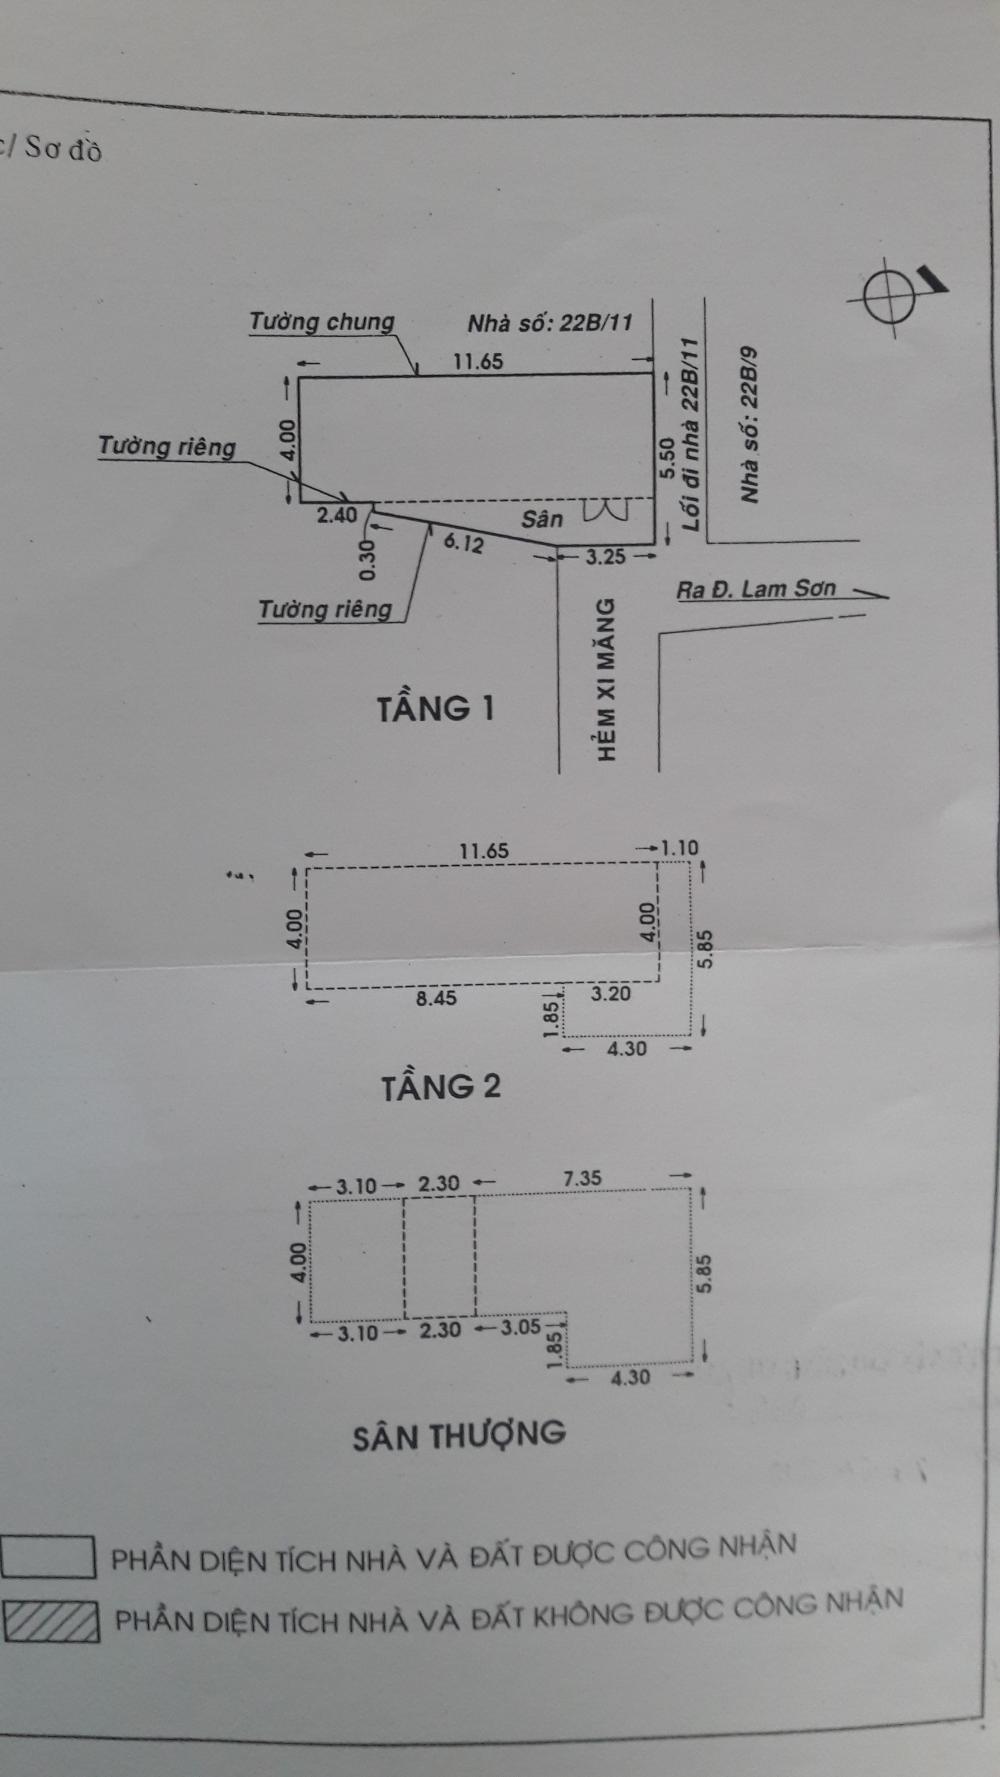 c/ Sơ đồ
Tường chung
Nhà số: 22B/11
11.65
4.00
5.50
Lối đi nhà 22B/11
Nhà số: 22B/9
Tường riêng
2.40
Sân
0.30
6.12
3.25
Tường riêng
Ra Đ. Lam Sơn
HẺM XI MĂNG
TẦNG 1
11.65
1.10
4.00
4.00
5.85
8.45
3.20
1.85
4.30
TẦNG 2
3.10
2.30
7.35
4.00
5.85
3.10
2.30
3.05
1.85
4.30
SÂN THƯỢNG
PHẦN DIỆN TÍCH NHÀ VÀ ĐẤT ĐƯỢC CÔNG NHẬN
PHẦN DIỆN TÍCH NHÀ VÀ ĐẤT KHÔNG ĐƯỢC CÔNG NHẬN